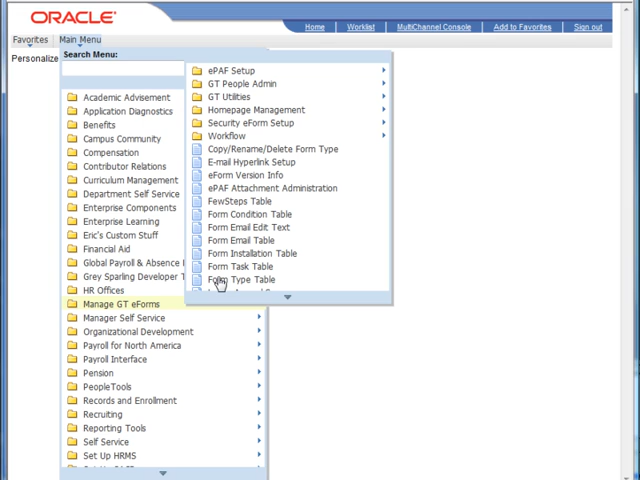 ORACLE
Home Worklist MultiChannel Console Add to Favorites Sign out
Favorites Main Menu
Personalize
Search Menu:
Academic Advisement
Application Diagnostics
Benefits
Campus Community
Compensation
Contributor Relations
Curriculum Management
Department Self Service
Enterprise Components
Enterprise Learning
Eric's Custom Stuff
Financial Aid
Global Payroll & Absence
Grey Sparling Developer
HR Offices
Manage GT eForms
Manager Self Service
Organizational Development
Payroll for North America
Payroll Interface
Pension
PeopleTools
Records and Enrollment
Recruiting
Reporting Tools
Self Service
Set Up HRMS
ePAF Setup
GT People Admin
GT Utilities
Homepage Management
Security eForm Setup
Workflow
Copy/Rename/Delete Form Type
E-mail Hyperlink Setup
eForm Version Info
ePAF Attachment Administration
FewSteps Table
Form Condition Table
Form Email Edit Text
Form Email Table
Form Installation Table
Form Task Table
Form Type Table